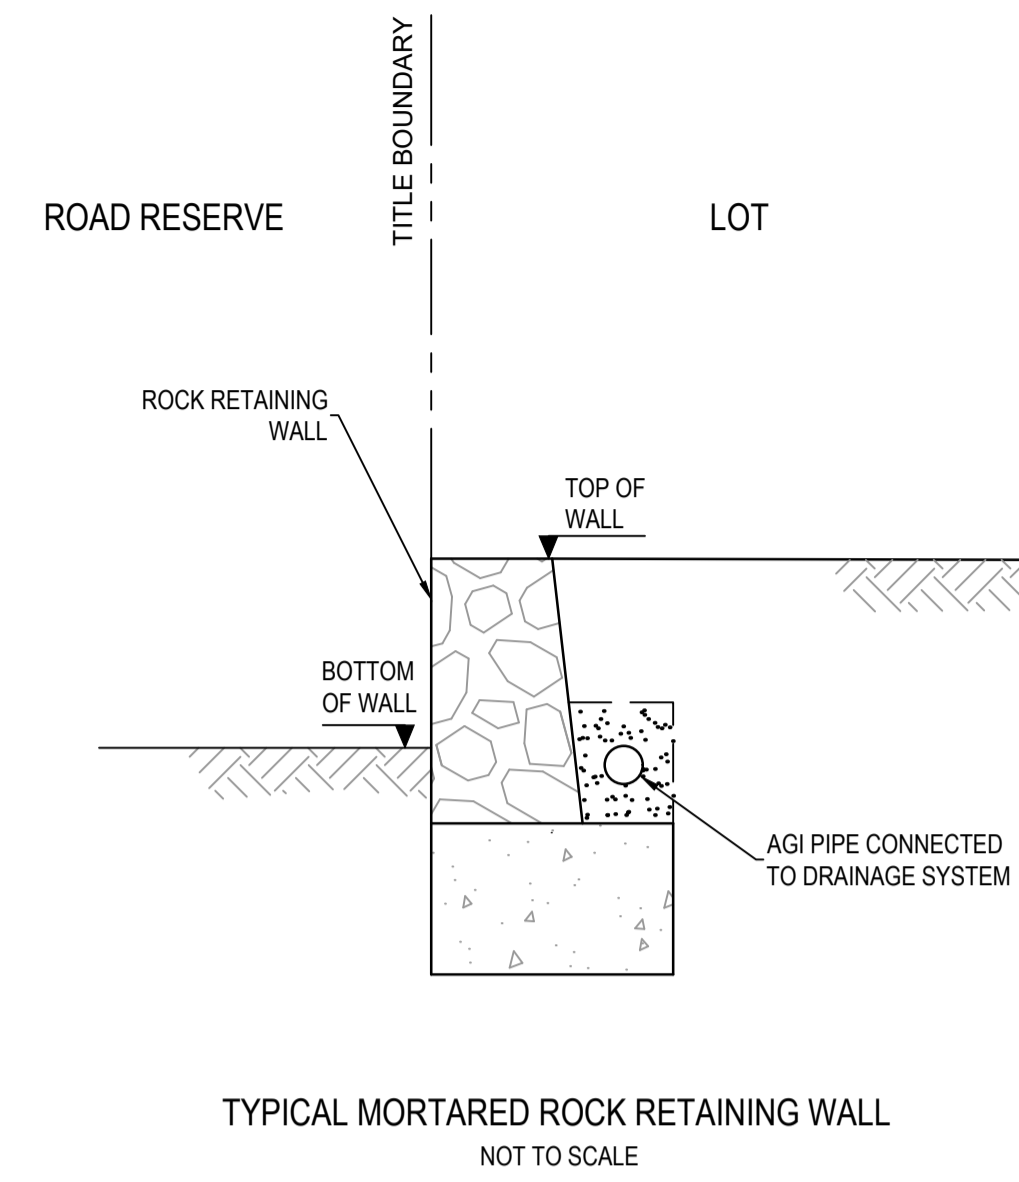 TITLE BOUNDARY
ROAD RESERVE
LOT
ROCK RETAINING
WALL
TOP OF
WALL
BOTTOM
OF WALL
AGI PIPE CONNECTED
TO DRAINAGE SYSTEM
TYPICAL MORTARED ROCK RETAINING WALL
NOT TO SCALE